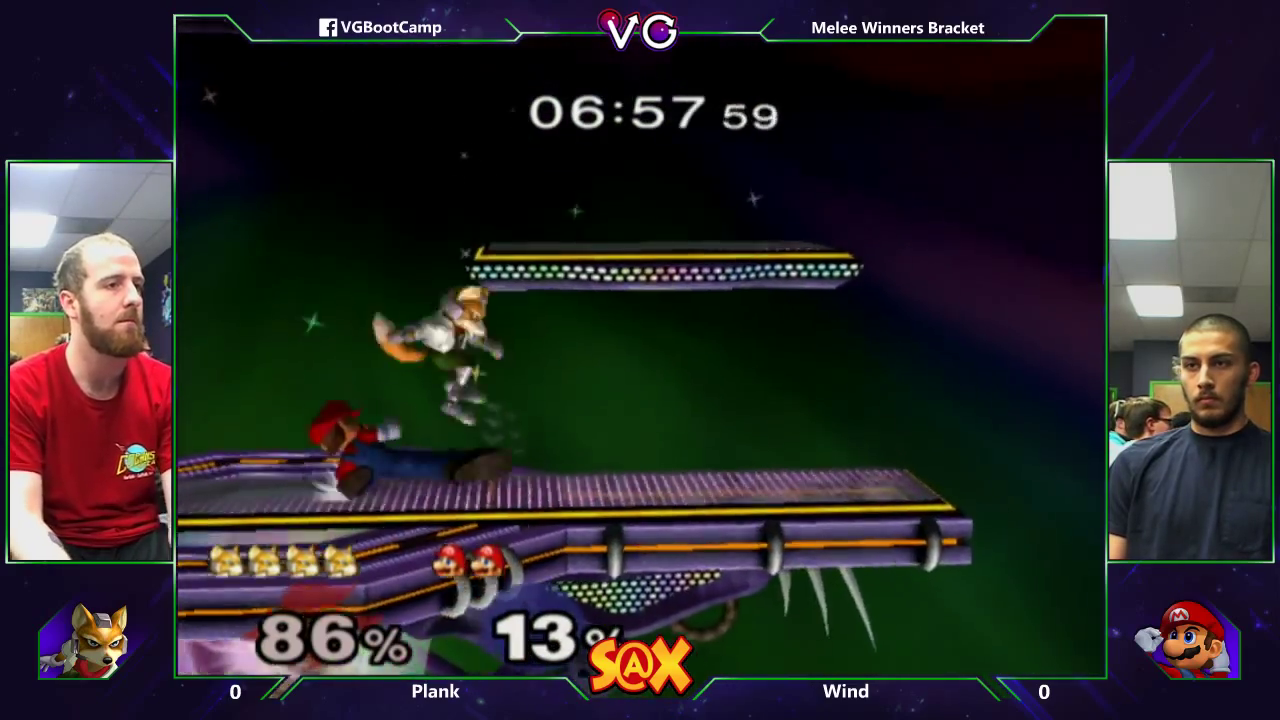 VGBootCamp
VG
Melee Winners Bracket
06:57 59
86%
13%
S@X
0
Plank
Wind
0